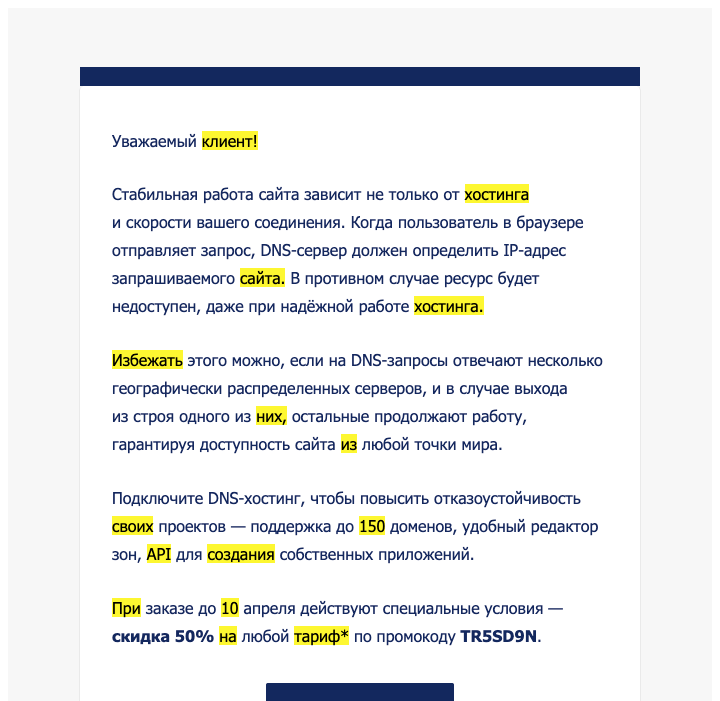 Уважаемый клиент!
Стабильная работа сайта зависит не только от хостинга
и скорости вашего соединения. Когда пользователь в браузере
отправляет запрос, DNS-сервер должен определить IP-адрес
запрашиваемого сайта. В противном случае ресурс будет
недоступен, даже при надёжной работе хостинга.
Избежать этого можно, если на DNS-запросы отвечают несколько
географически распределенных серверов, и в случае выхода
из строя одного из них, остальные продолжают работу,
гарантируя доступность сайта из любой точки мира.
Подключите DNS-хостинг, чтобы повысить отказоустойчивость
своих проектов — поддержка до 150 доменов, удобный редактор
зон, API для создания собственных приложений.
При заказе до 10 апреля действуют специальные условия —
скидка 50% на любой тариф* по промокоду TR5SD9N.